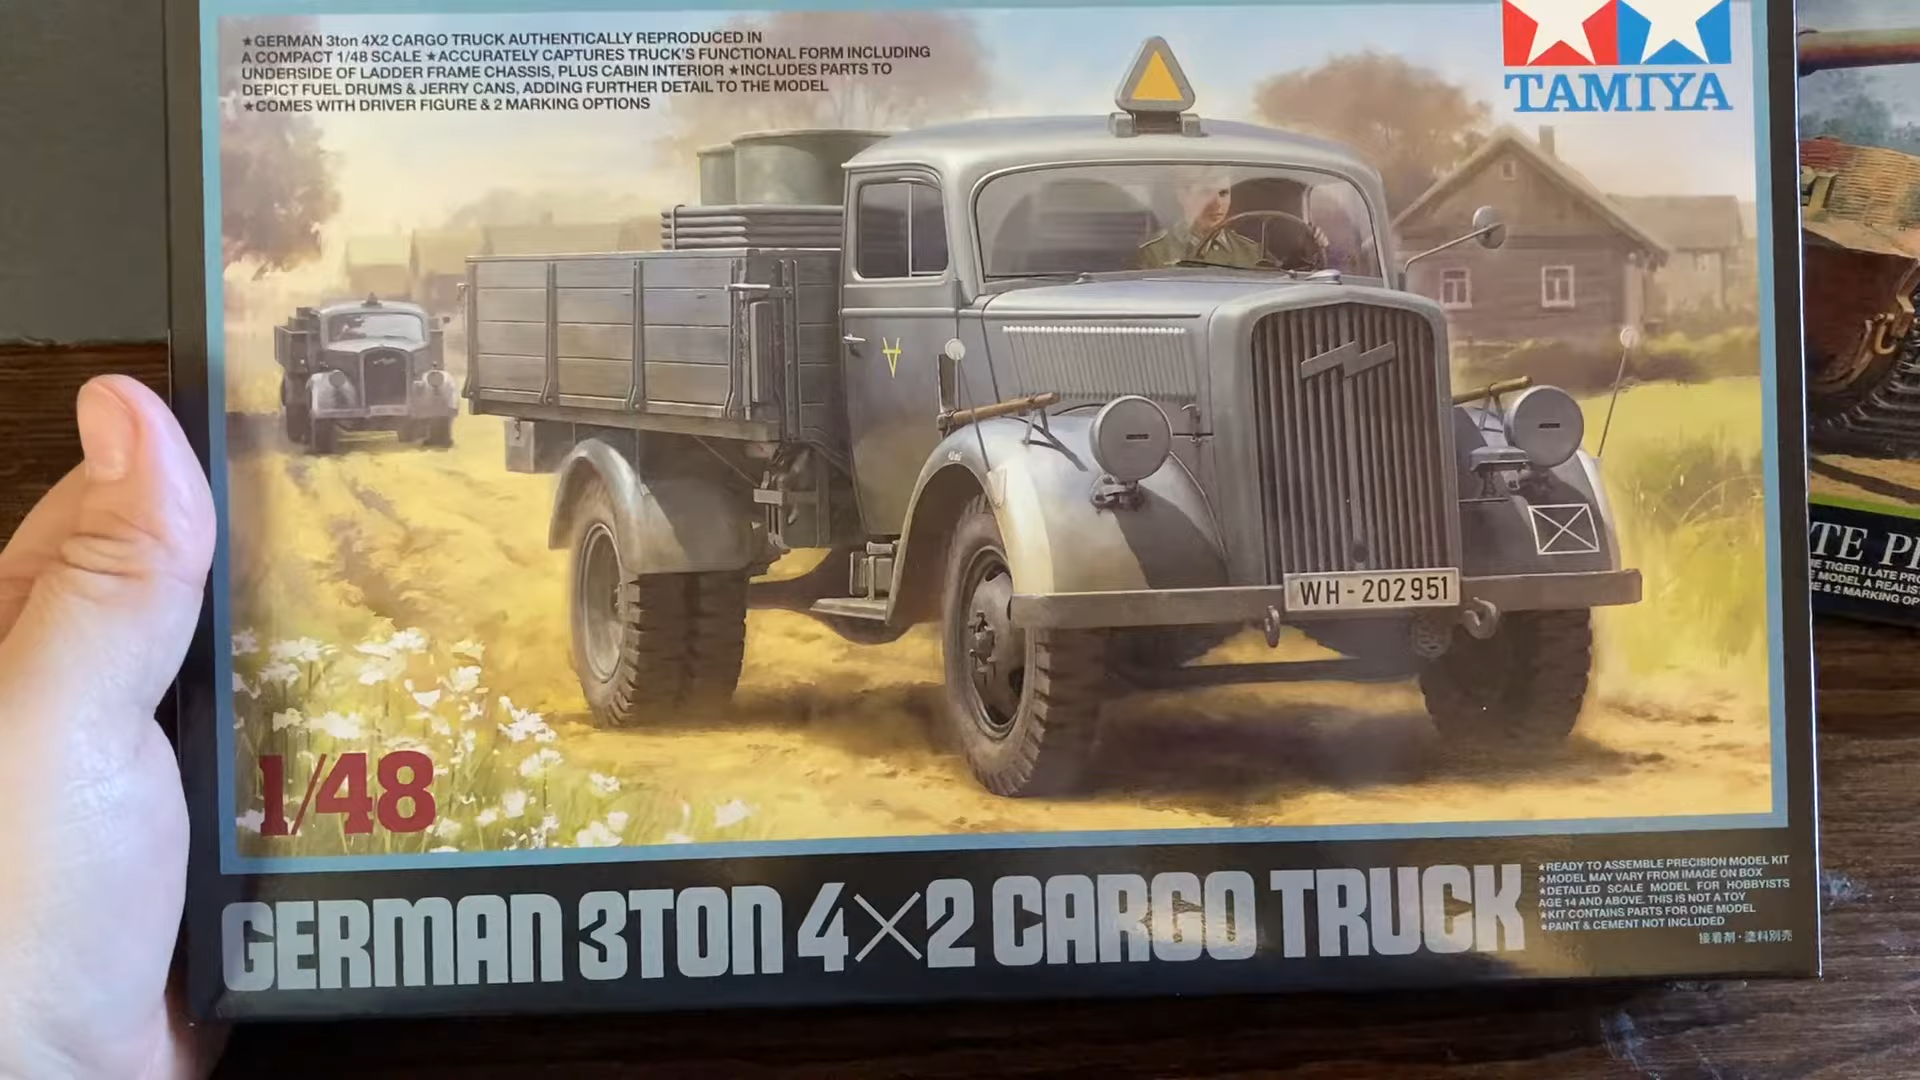 ★GERMAN 3ton 4X2 CARGO TRUCK AUTHENTICALLY REPRODUCED IN
A COMPACT 1/48 SCALE ★ACCURATELY CAPTURES TRUCK'S FUNCTIONAL FORM INCLUDING
UNDERSIDE OF LADDER FRAME CHASSIS, PLUS CABIN INTERIOR ★INCLUDES PARTS TO
DEPICT FUEL DRUMS & JERRY CANS, ADDING FURTHER DETAIL TO THE MODEL
★COMES WITH DRIVER FIGURE & 2 MARKING OPTIONS
TAMIYA
WH-202951
1/48
GERMAN 3TON 4×2 CARGO TRUCK
★READY TO ASSEMBLE PRECISION MODEL KIT
★MODEL MAY VARY FROM IMAGE ON BOX
★DETAILED SCALE MODEL FOR HOBBYISTS
AGE 14 AND ABOVE. THIS IS NOT A TOY
★KIT CONTAINS PARTS FOR ONE MODEL
★PAINT & CEMENT NOT INCLUDED
接着剤・塗料別売
TIGER I LATE
MODEL A
& 2 MARKING